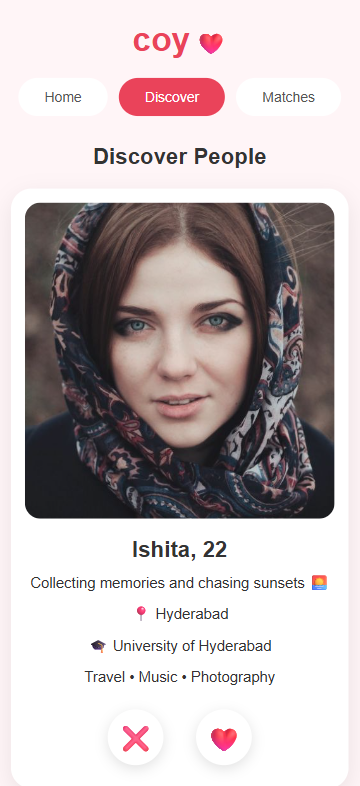 coy
Home Discover Matches
Discover People
Ishita, 22
Collecting memories and chasing sunsets 🌅
📍 Hyderabad
🎓 University of Hyderabad
Travel • Music • Photography